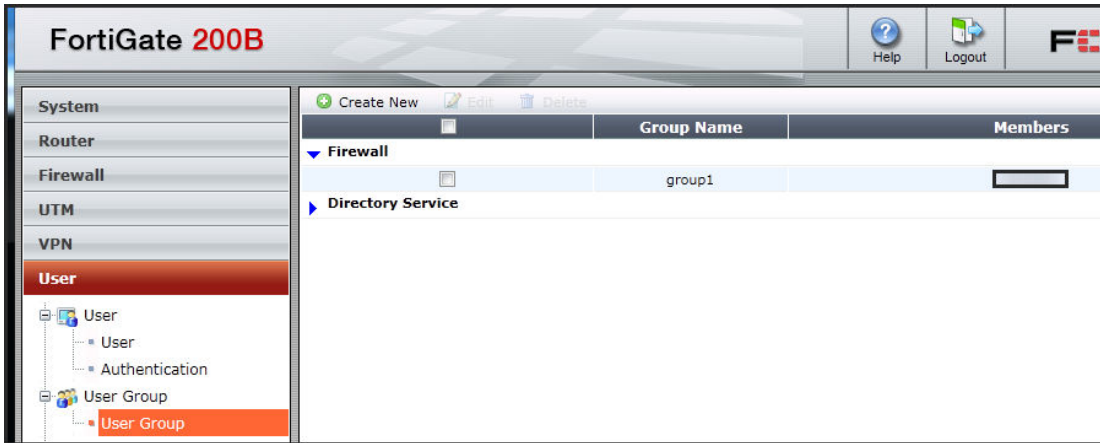 FortiGate 200B
Help
Logout
System
Router
Firewall
UTM
VPN
User
User
User
Authentication
User Group
User Group
Create New Edit Delete
Group Name Members
Firewall
group1
Directory Service